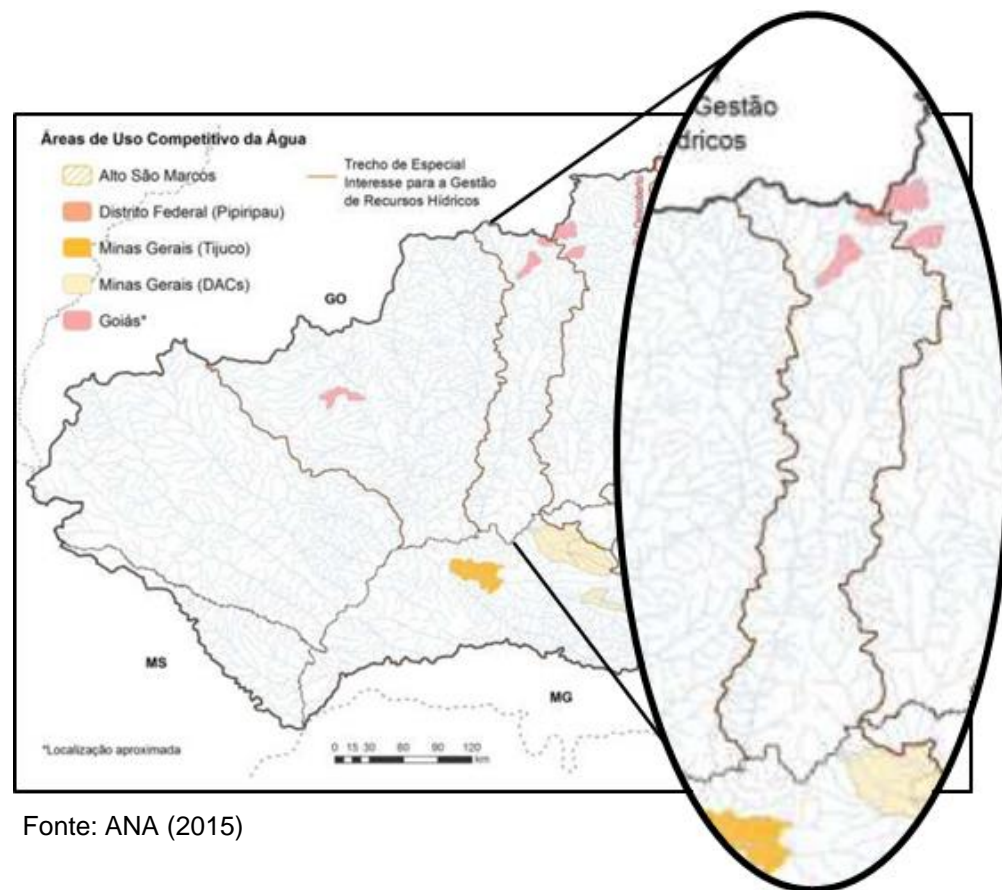 Áreas de Uso Competitivo da Água
Alto São Marcos
Distrito Federal (Pipiripau)
Minas Gerais (Tijuco)
Minas Gerais (DACs)
Goiás*
Trecho de Especial
Interesse para a Gestão
de Recursos Hídricos
Gestão
dricos
GO
MS
MG
*Localização aproximada
0 15 30 60 90 120
km
Fonte: ANA (2015)